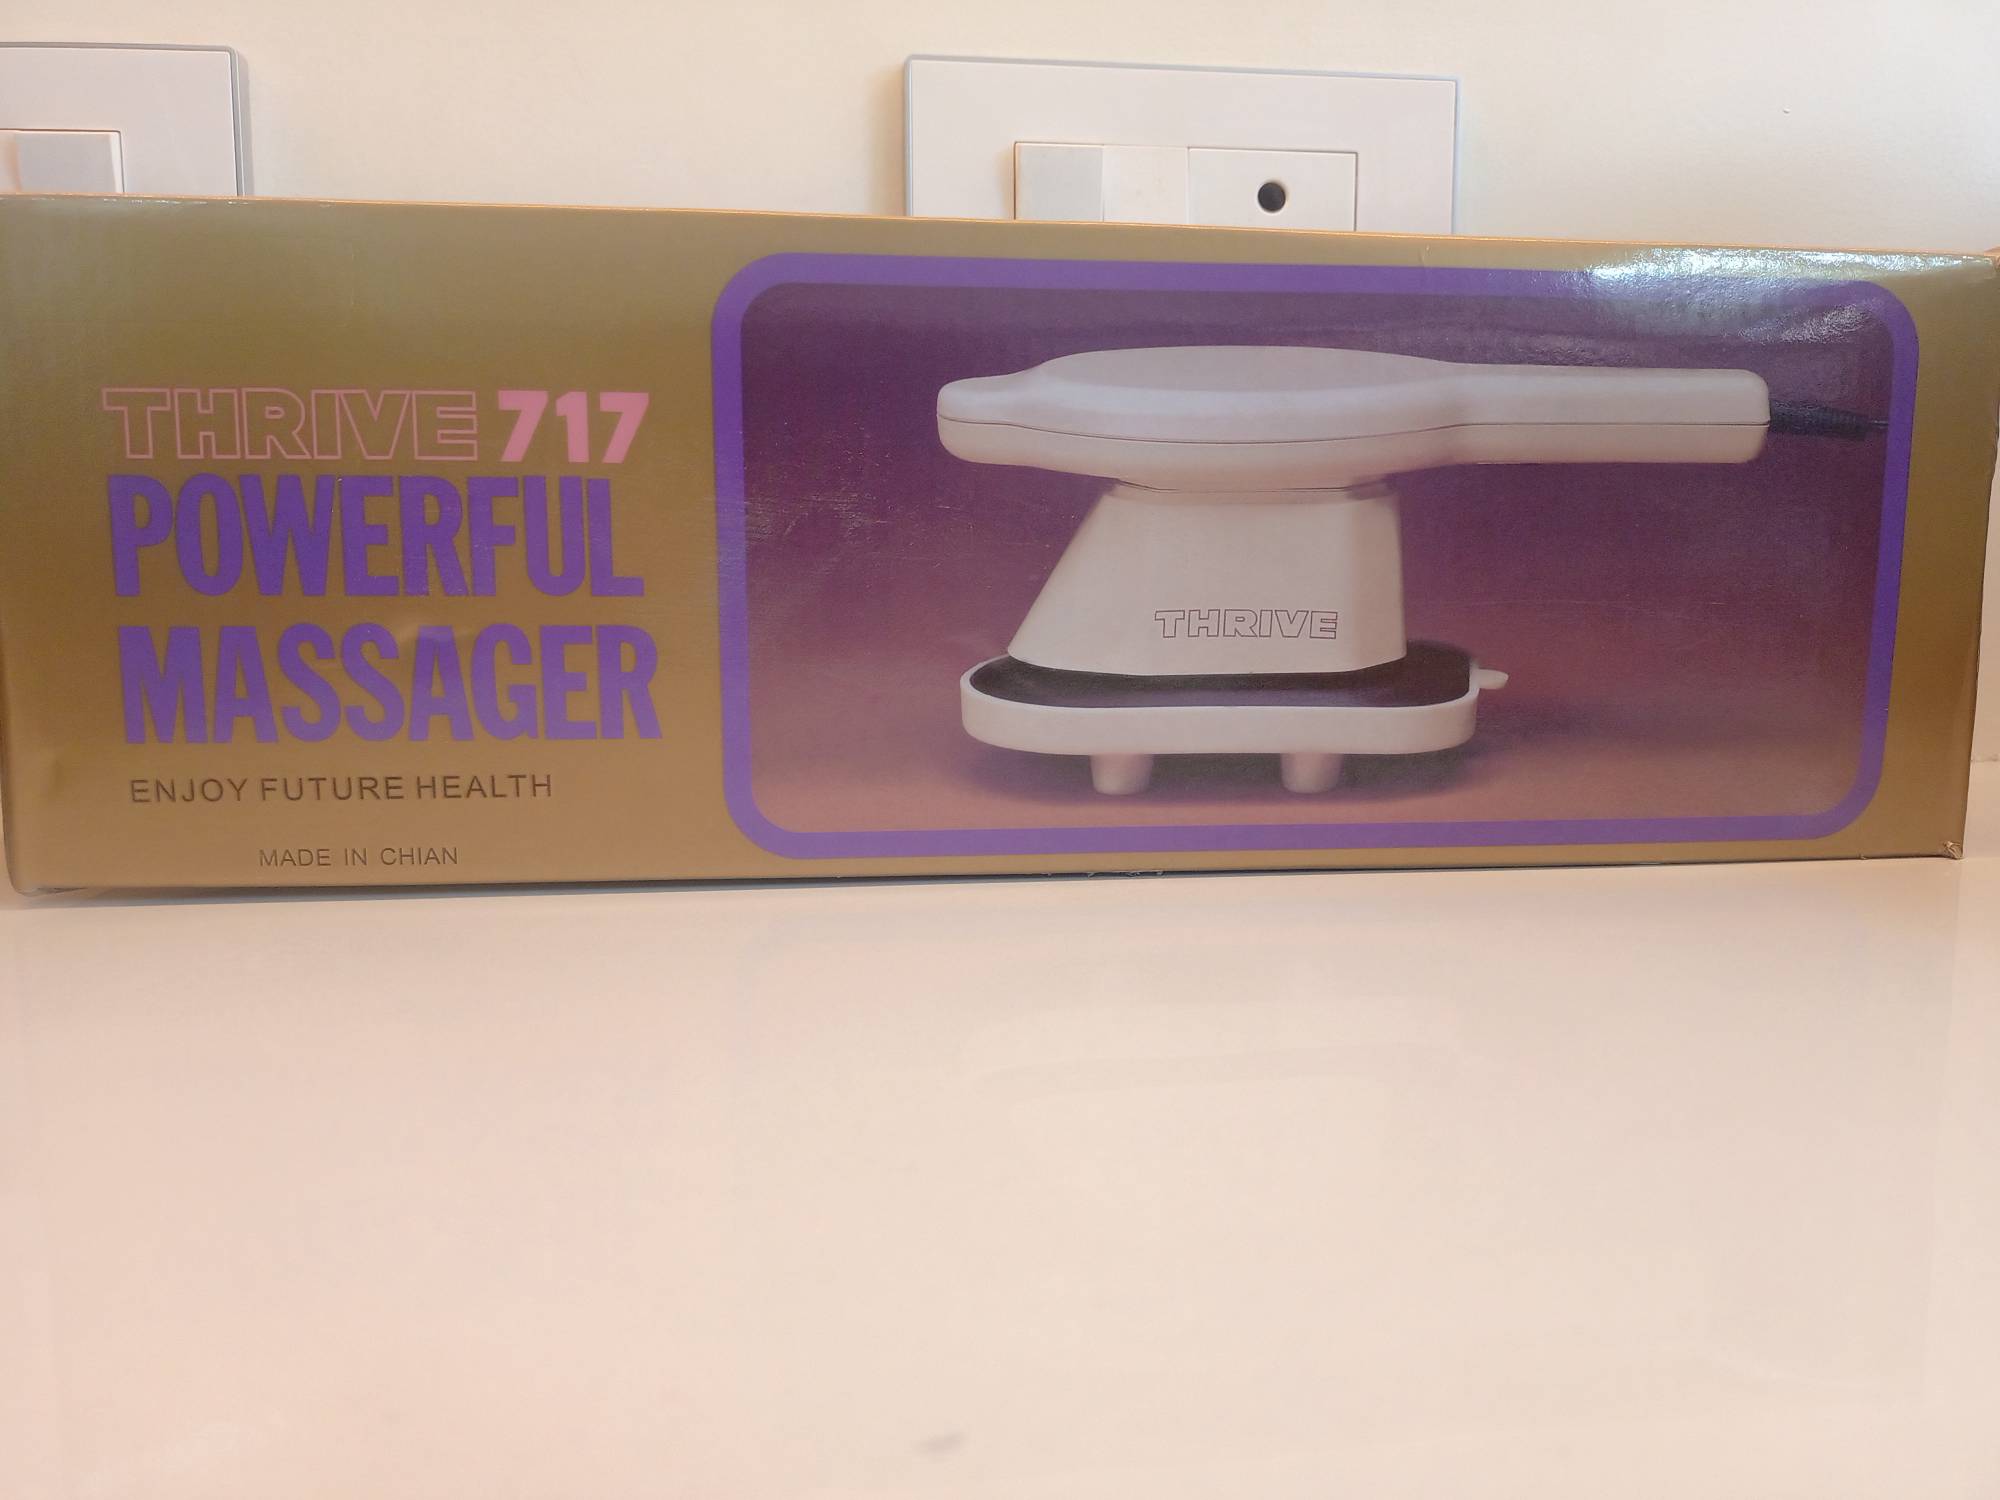 THRIVE 717
POWERFUL
MASSAGER
ENJOY FUTURE HEALTH
MADE IN CHIAN
THRIVE